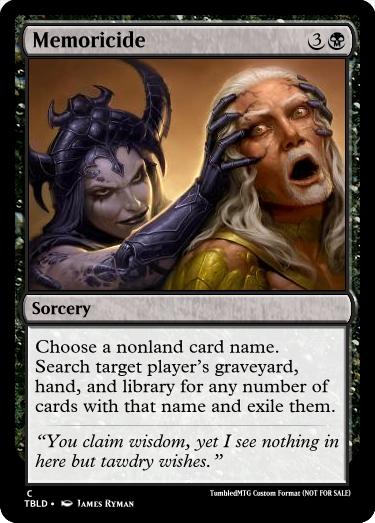 Memoricide 3
Sorcery
Choose a nonland card name.
Search target player's graveyard,
hand, and library for any number of
cards with that name and exile them.
"You claim wisdom, yet I see nothing in
here but tawdry wishes."
C
TBLD • James Ryman
TumbledMTG Custom Format (NOT FOR SALE)